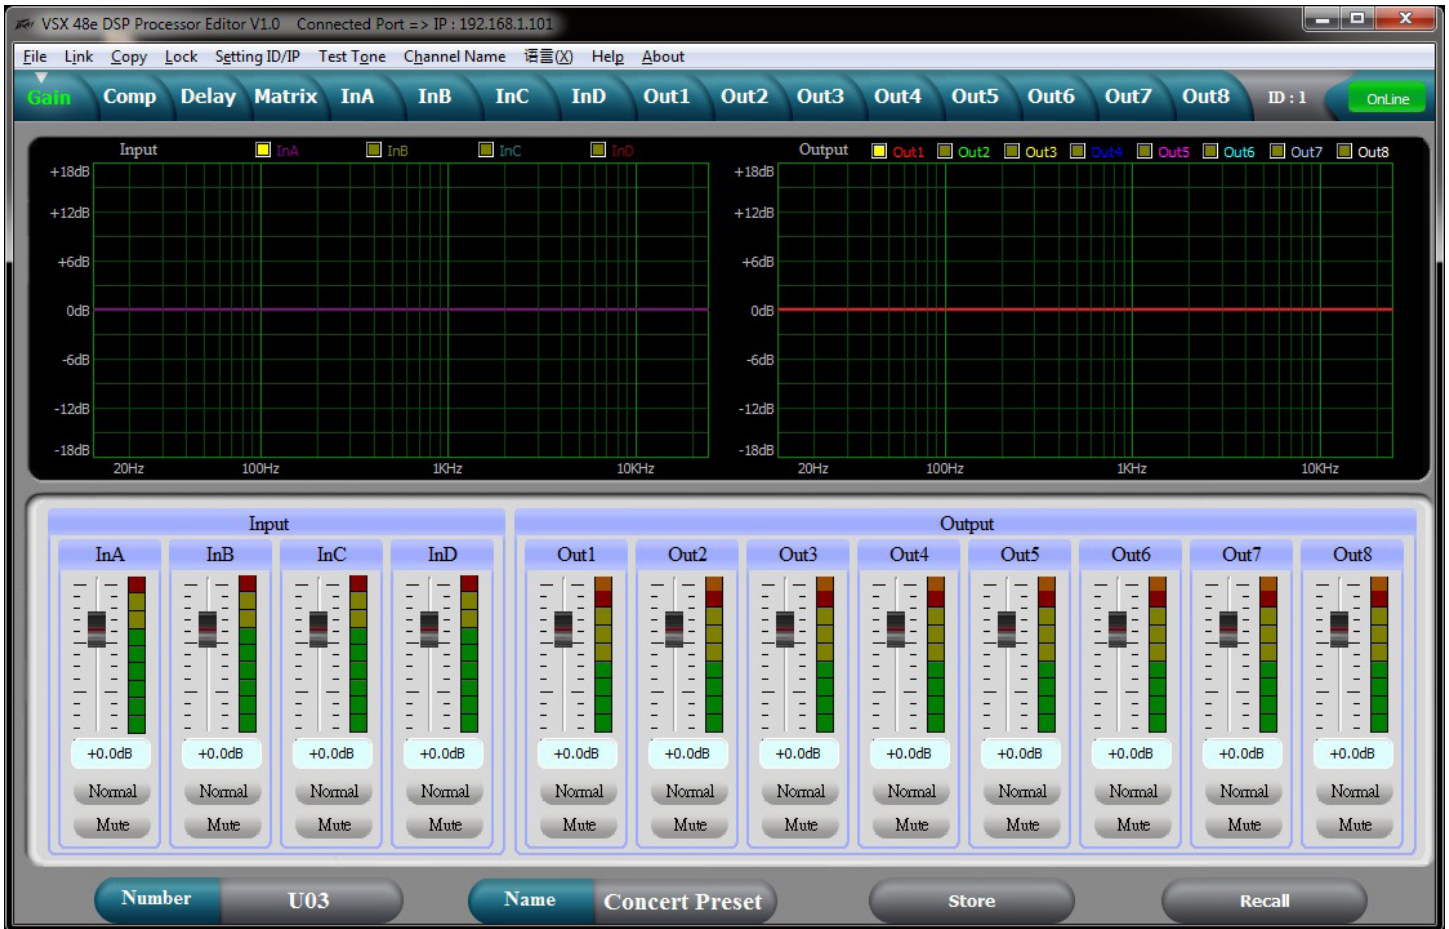 VSX 48e DSP Processor Editor V1.0 Connected Port => IP : 192.168.1.101
File Link Copy Lock Setting ID/IP Test Tone Channel Name 语言(X) Help About
Gain Comp Delay Matrix InA InB InC InD Out1 Out2 Out3 Out4 Out5 Out6 Out7 Out8 ID : 1 OnLine
Input InA InB InC InD
+18dB
+12dB
+6dB
0dB
-6dB
-12dB
-18dB
20Hz 100Hz 1KHz 10KHz
Output Out1 Out2 Out3 Out4 Out5 Out6 Out7 Out8
+18dB
+12dB
+6dB
0dB
-6dB
-12dB
-18dB
20Hz 100Hz 1KHz 10KHz
Input Output
InA InB InC InD Out1 Out2 Out3 Out4 Out5 Out6 Out7 Out8
+0.0dB +0.0dB +0.0dB +0.0dB +0.0dB +0.0dB +0.0dB +0.0dB +0.0dB +0.0dB +0.0dB +0.0dB
Normal Normal Normal Normal Normal Normal Normal Normal Normal Normal Normal Normal
Mute Mute Mute Mute Mute Mute Mute Mute Mute Mute Mute Mute
Number U03 Name Concert Preset Store Recall